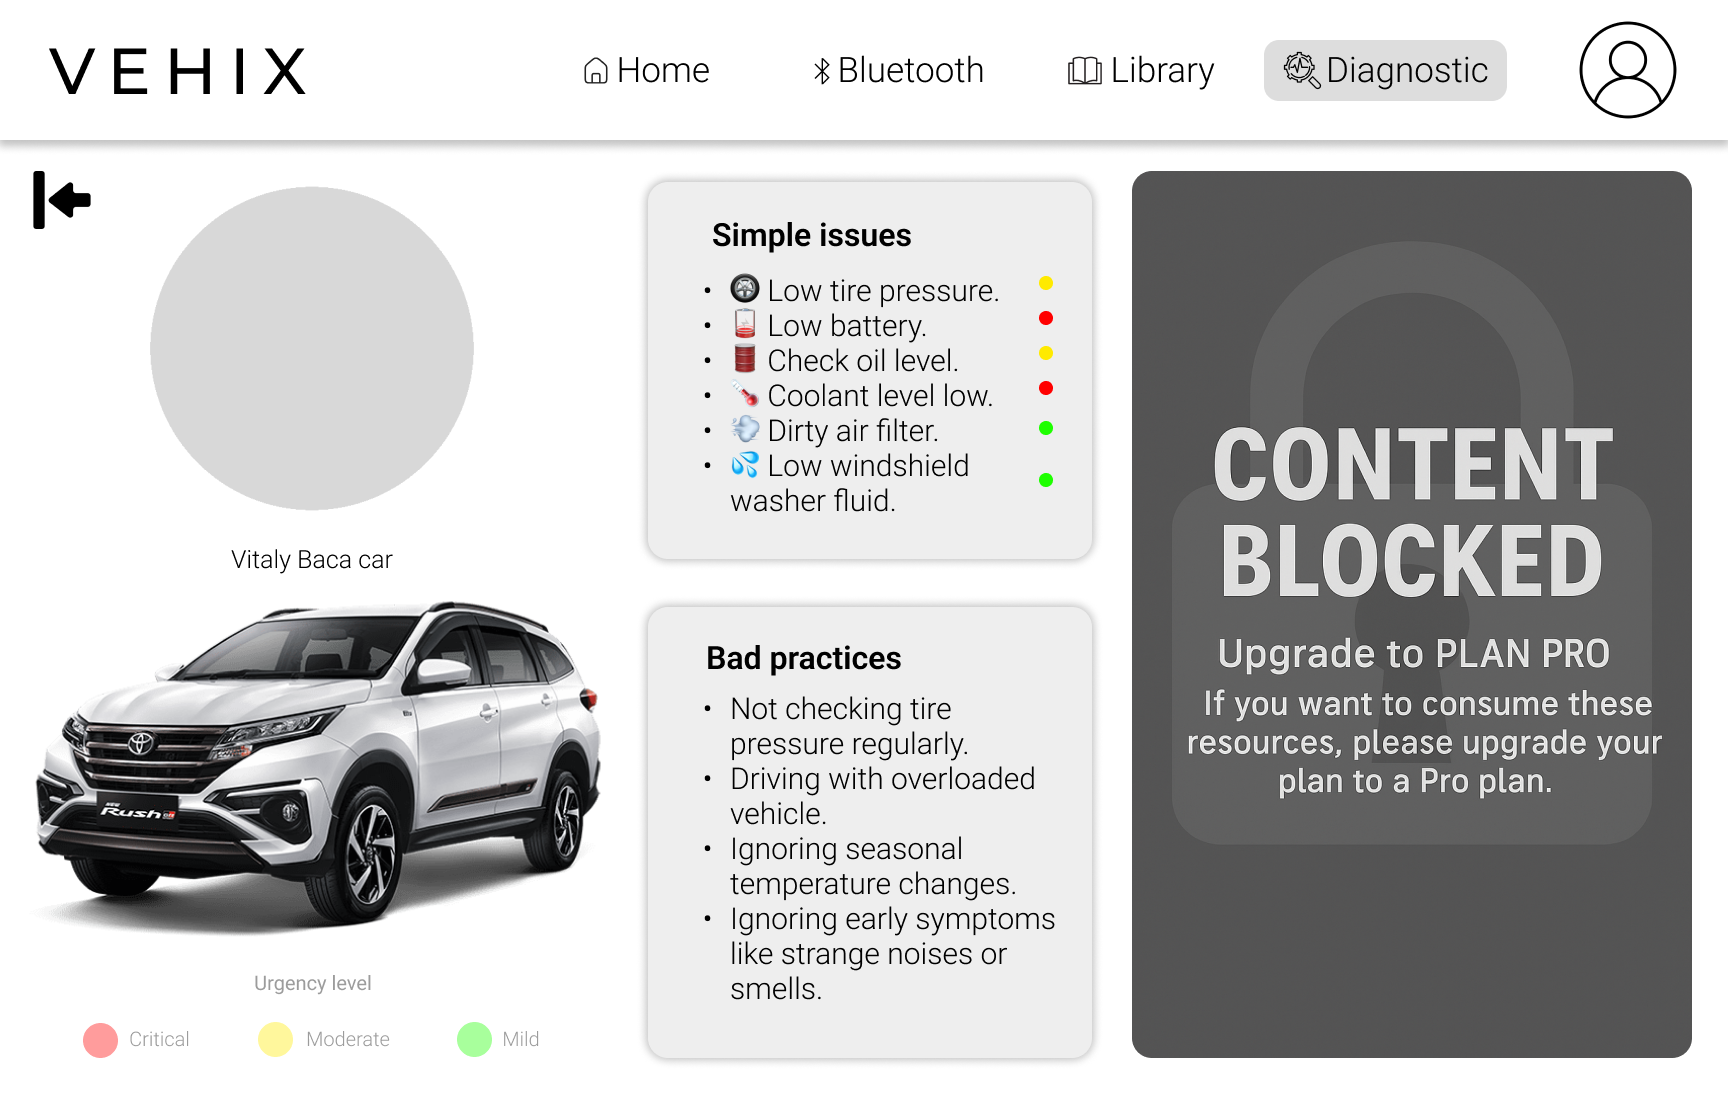 VEHIX
Home
Bluetooth
Library
Diagnostic
Vitaly Baca car
Rush
Urgency level
Critical
Moderate
Mild
Simple issues
• Low tire pressure.
• Low battery.
• Check oil level.
• Coolant level low.
• Dirty air filter.
• Low windshield
washer fluid.
Bad practices
• Not checking tire
pressure regularly.
• Driving with overloaded
vehicle.
• Ignoring seasonal
temperature changes.
• Ignoring early symptoms
like strange noises or
smells.
CONTENT
BLOCKED
Upgrade to PLAN PRO
If you want to consume these
resources, please upgrade your
plan to a Pro plan.